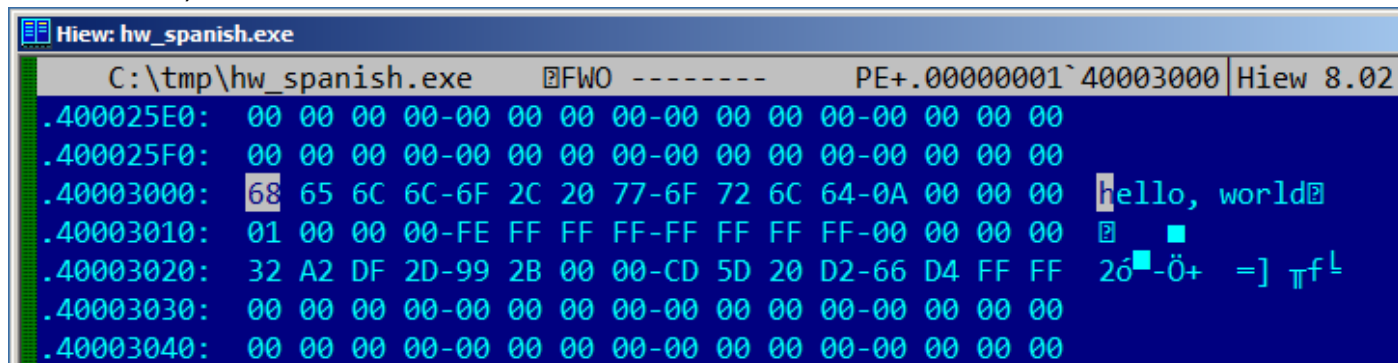 Hiew: hw_spanish.exe
C:\tmp\hw_spanish.exe FWO -------- PE+.00000001`40003000|Hiew 8.02
.400025E0: 00 00 00 00-00 00 00 00-00 00 00 00-00 00 00 00
.400025F0: 00 00 00 00-00 00 00 00-00 00 00 00-00 00 00 00
.40003000: 68 65 6C 6C-6F 2C 20 77-6F 72 6C 64-0A 00 00 00 hello, world⍰
.40003010: 01 00 00 00-FE FF FF FF-FF FF FF FF-00 00 00 00 ⍰ ■
.40003020: 32 A2 DF 2D-99 2B 00 00-CD 5D 20 D2-66 D4 FF FF 2ó▀-Ö+ =] ╥f╘
.40003030: 00 00 00 00-00 00 00 00-00 00 00 00-00 00 00 00
.40003040: 00 00 00 00-00 00 00 00-00 00 00 00-00 00 00 00